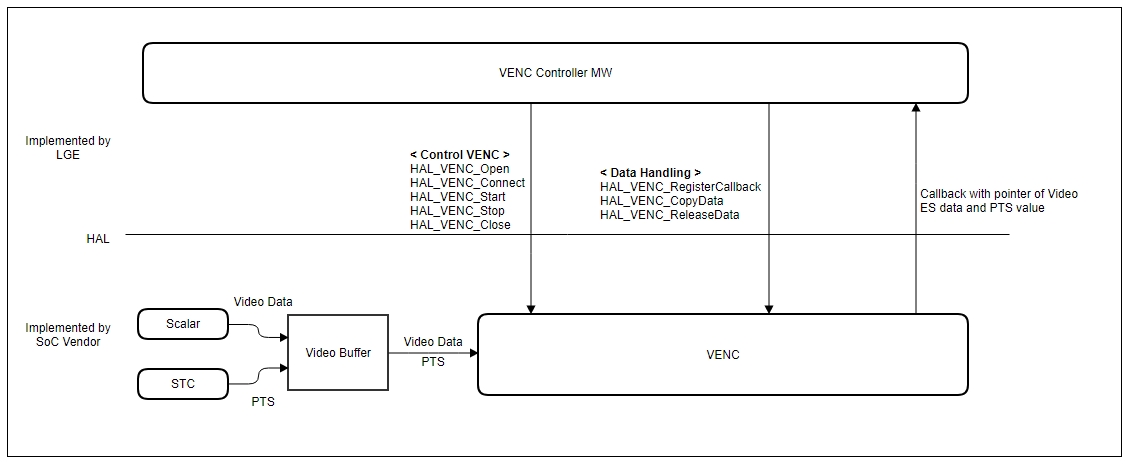 VENC Controller MW
Implemented by
LGE
< Control VENC >
HAL_VENC_Open
HAL_VENC_Connect
HAL_VENC_Start
HAL_VENC_Stop
HAL_VENC_Close
< Data Handling >
HAL_VENC_RegisterCallback
HAL_VENC_CopyData
HAL_VENC_ReleaseData
Callback with pointer of Video
ES data and PTS value
HAL
Implemented by
SoC Vendor
Video Data
Scalar
STC
PTS
Video Buffer
Video Data
PTS
VENC